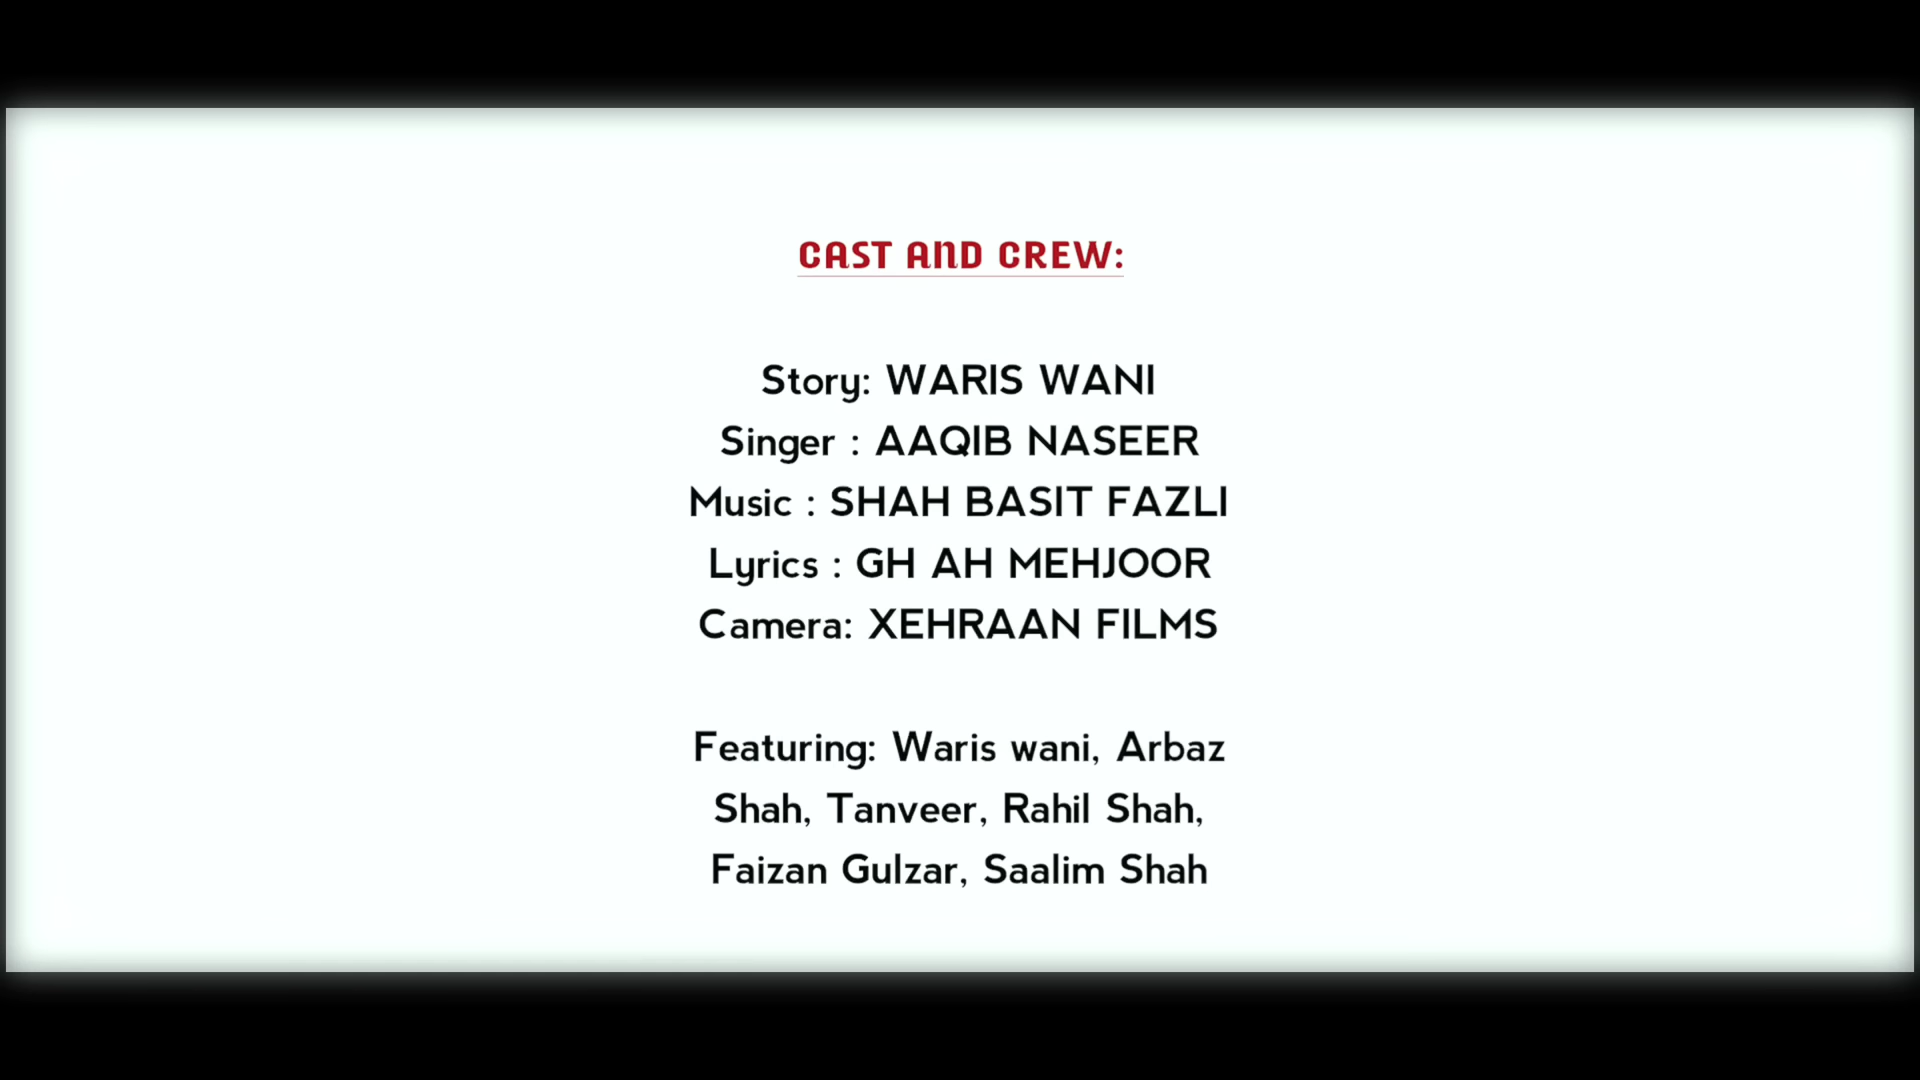 CAST AND CREW:
Story: WARIS WANI
Singer : AAQIB NASEER
Music : SHAH BASIT FAZLI
Lyrics : GH AH MEHJOOR
Camera: XEHRAAN FILMS
Featuring: Waris wani, Arbaz
Shah, Tanveer, Rahil Shah,
Faizan Gulzar, Saalim Shah